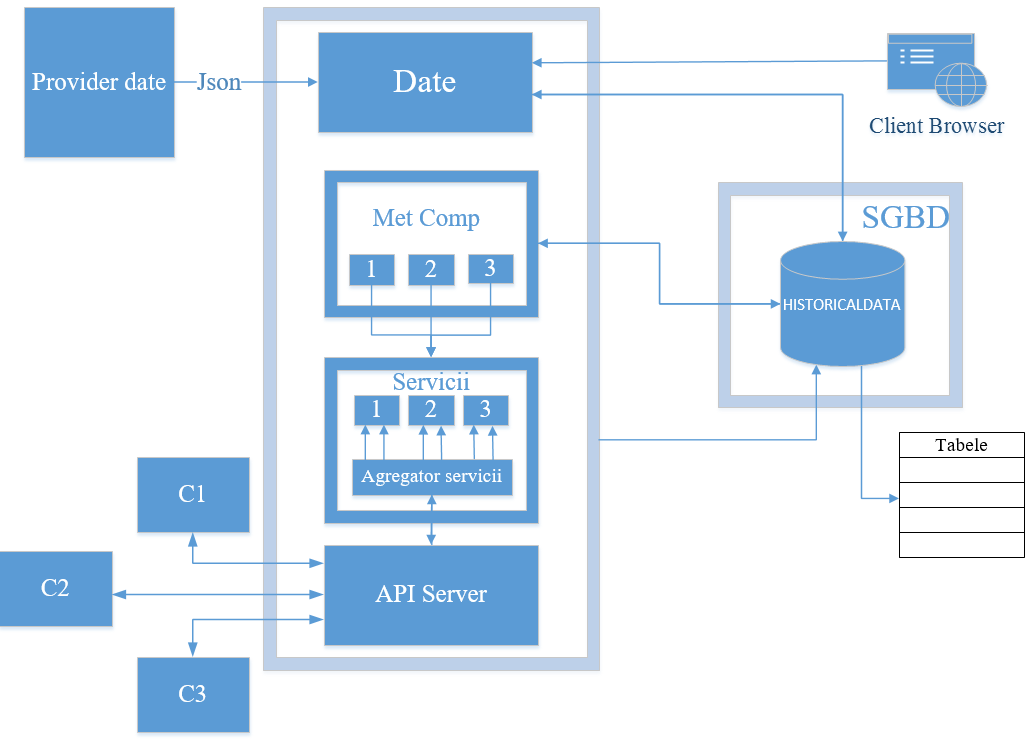 Provider date
Json
Date
Client Browser
Met Comp
1
2
3
SGBD
HISTORICALDATA
Servicii
1
2
3
Agregator servicii
Tabele
C1
C2
API Server
C3